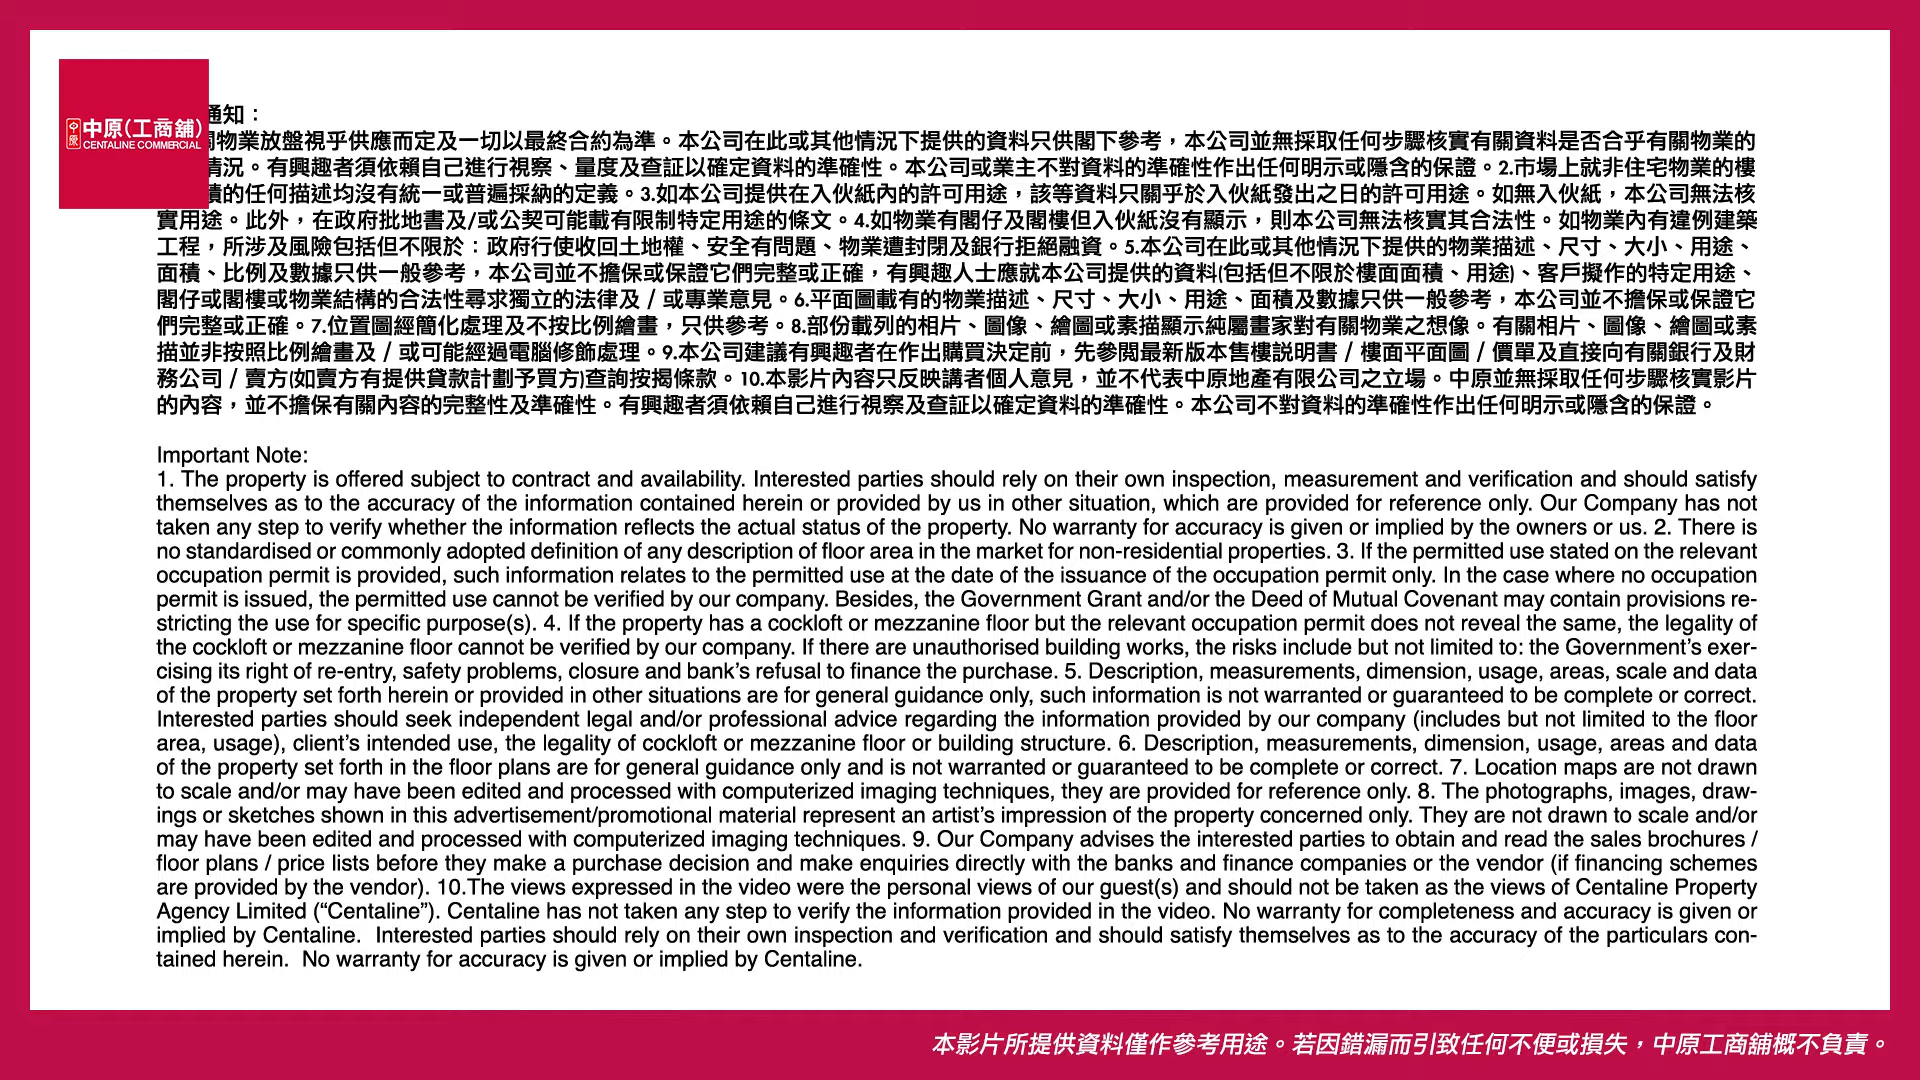 中原(工商舖)
CENTALINE COMMERCIAL
通知：
物業放盤視乎供應而定及一切以最終合約為準。本公司在此或其他情況下提供的資料只供閣下參考，本公司並無採取任何步驟核實有關資料是否合乎有關物業的
情況。有興趣者須依賴自己進行視察、量度及查証以確定資料的準確性。本公司或業主不對資料的準確性作出任何明示或隱含的保證。2.市場上就非住宅物業的樓
的任何描述均沒有統一或普遍採納的定義。3.如本公司提供在入伙紙內的許可用途，該等資料只關乎於入伙紙發出之日的許可用途。如無入伙紙，本公司無法核
實用途。此外，在政府批地書及/或公契可能載有限制特定用途的條文。4.如物業有閣仔及閣樓但入伙紙沒有顯示，則本公司無法核實其合法性。如物業內有違例建築
工程，所涉及風險包括但不限於：政府行使收回土地權、安全有問題、物業遭封閉及銀行拒絕融資。5.本公司在此或其他情況下提供的物業描述、尺寸、大小、用途、
面積、比例及數據只供一般參考，本公司並不擔保或保證它們完整或正確，有興趣人士應就本公司提供的資料(包括但不限於樓面面積、用途)、客戶擬作的特定用途、
閣仔或閣樓或物業結構的合法性尋求獨立的法律及 / 或專業意見。6.平面圖載有的物業描述、尺寸、大小、用途、面積及數據只供一般參考，本公司並不擔保或保證它
們完整或正確。7.位置圖經簡化處理及不按比例繪畫，只供參考。8.部份載列的相片、圖像、繪圖或素描顯示純屬畫家對有關物業之想像。有關相片、圖像、繪圖或素
描並非按照比例繪畫及 / 或可能經過電腦修飾處理。9.本公司建議有興趣者在作出購買決定前，先參閱最新版本售樓説明書 / 樓面平面圖 / 價單及直接向有關銀行及財
務公司 / 賣方(如賣方有提供貸款計劃予買方)查詢按揭條款。10.本影片內容只反映講者個人意見，並不代表中原地產有限公司之立場。中原並無採取任何步驟核實影片
的內容，並不擔保有關內容的完整性及準確性。有興趣者須依賴自己進行視察及查証以確定資料的準確性。本公司不對資料的準確性作出任何明示或隱含的保證。
Important Note:
1. The property is offered subject to contract and availability. Interested parties should rely on their own inspection, measurement and verification and should satisfy
themselves as to the accuracy of the information contained herein or provided by us in other situation, which are provided for reference only. Our Company has not
taken any step to verify whether the information reflects the actual status of the property. No warranty for accuracy is given or implied by the owners or us. 2. There is
no standardised or commonly adopted definition of any description of floor area in the market for non-residential properties. 3. If the permitted use stated on the relevant
occupation permit is provided, such information relates to the permitted use at the date of the issuance of the occupation permit only. In the case where no occupation
permit is issued, the permitted use cannot be verified by our company. Besides, the Government Grant and/or the Deed of Mutual Covenant may contain provisions re-
stricting the use for specific purpose(s). 4. If the property has a cockloft or mezzanine floor but the relevant occupation permit does not reveal the same, the legality of
the cockloft or mezzanine floor cannot be verified by our company. If there are unauthorised building works, the risks include but not limited to: the Government’s exer-
cising its right of re-entry, safety problems, closure and bank’s refusal to finance the purchase. 5. Description, measurements, dimension, usage, areas, scale and data
of the property set forth herein or provided in other situations are for general guidance only, such information is not warranted or guaranteed to be complete or correct.
Interested parties should seek independent legal and/or professional advice regarding the information provided by our company (includes but not limited to the floor
area, usage), client’s intended use, the legality of cockloft or mezzanine floor or building structure. 6. Description, measurements, dimension, usage, areas and data
of the property set forth in the floor plans are for general guidance only and is not warranted or guaranteed to be complete or correct. 7. Location maps are not drawn
to scale and/or may have been edited and processed with computerized imaging techniques, they are provided for reference only. 8. The photographs, images, draw-
ings or sketches shown in this advertisement/promotional material represent an artist’s impression of the property concerned only. They are not drawn to scale and/or
may have been edited and processed with computerized imaging techniques. 9. Our Company advises the interested parties to obtain and read the sales brochures /
floor plans / price lists before they make a purchase decision and make enquiries directly with the banks and finance companies or the vendor (if financing schemes
are provided by the vendor). 10.The views expressed in the video were the personal views of our guest(s) and should not be taken as the views of Centaline Property
Agency Limited (“Centaline”). Centaline has not taken any step to verify the information provided in the video. No warranty for completeness and accuracy is given or
implied by Centaline.  Interested parties should rely on their own inspection and verification and should satisfy themselves as to the accuracy of the particulars con-
tained herein.  No warranty for accuracy is given or implied by Centaline.
本影片所提供資料僅作參考用途。若因錯漏而引致任何不便或損失，中原工商舖概不負責。